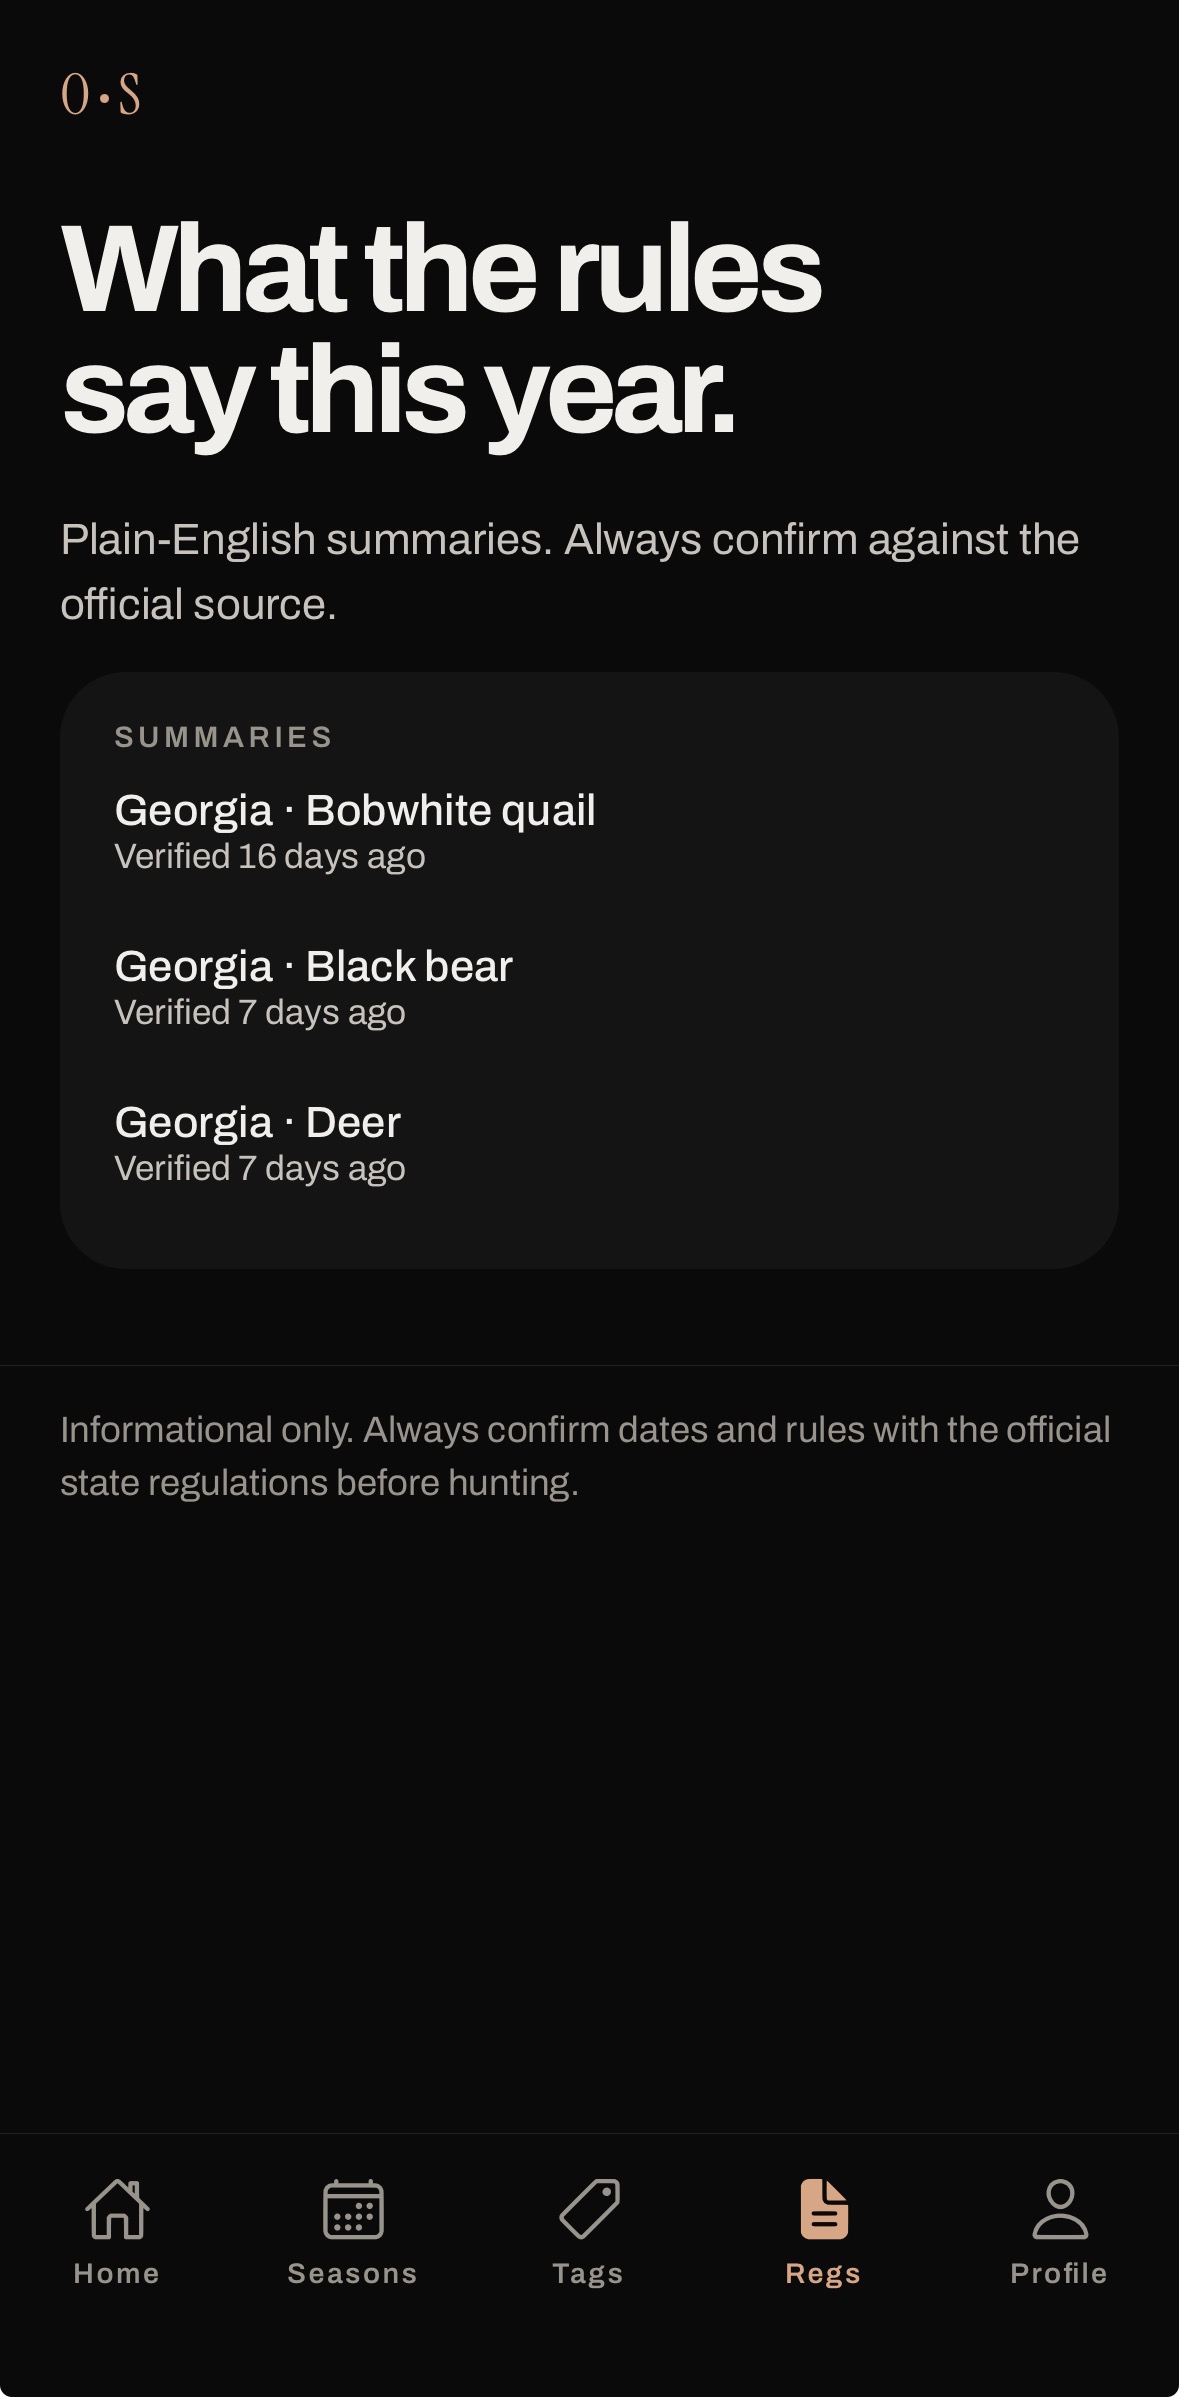 O·S
What the rules
say this year.
Plain-English summaries. Always confirm against the
official source.
SUMMARIES
Georgia · Bobwhite quail
Verified 16 days ago
Georgia · Black bear
Verified 7 days ago
Georgia · Deer
Verified 7 days ago
Informational only. Always confirm dates and rules with the official
state regulations before hunting.
Home Seasons Tags Regs Profile